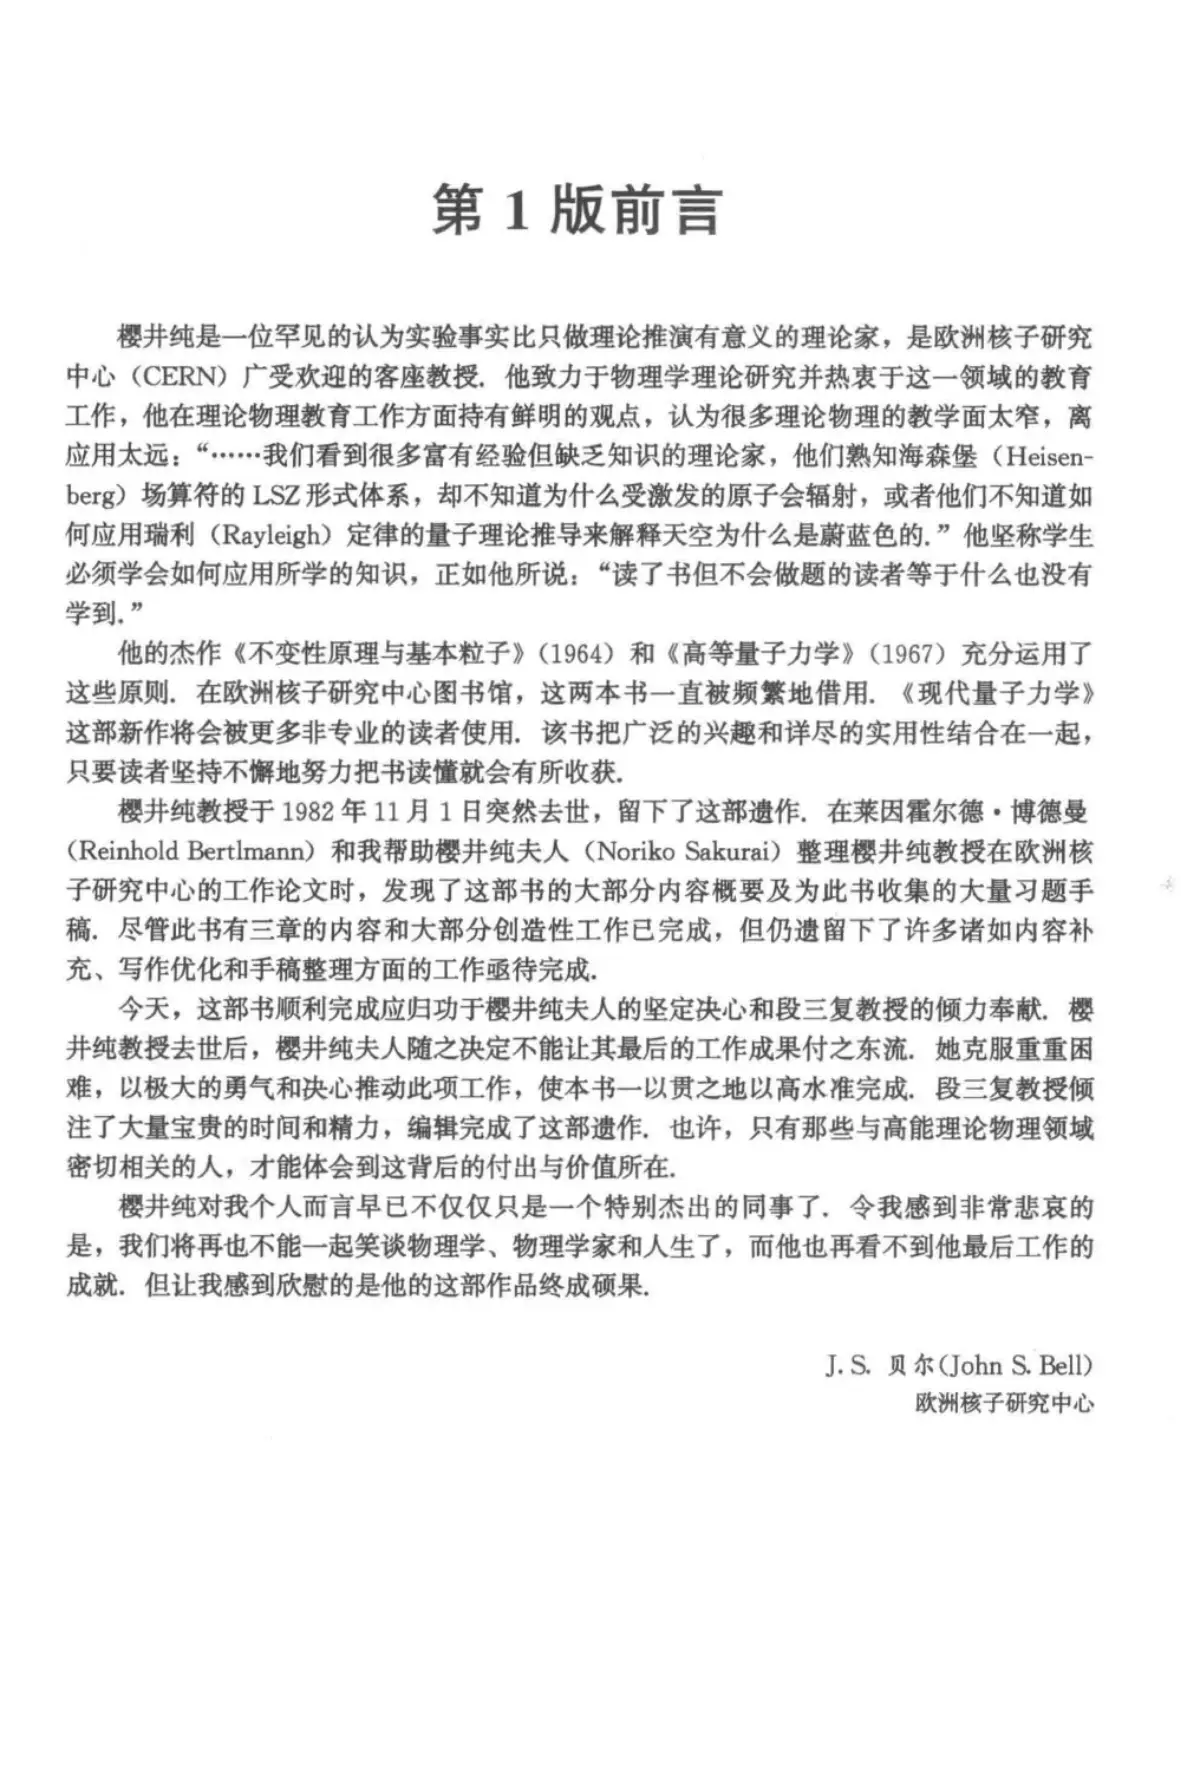 第 1 版前言
樱井纯是一位罕见的认为实验事实比只做理论推演有意义的理论家，是欧洲核子研究
中心（CERN）广受欢迎的客座教授．他致力于物理学理论研究并热衷于这一领域的教育
工作，他在理论物理教育工作方面持有鲜明的观点，认为很多理论物理的教学面太窄，离
应用太远：“……我们看到很多富有经验但缺乏知识的理论家，他们熟知海森堡（Heisen-
berg）场算符的 LSZ 形式体系，却不知道为什么受激发的原子会辐射，或者他们不知道如
何应用瑞利（Rayleigh）定律的量子理论推导来解释天空为什么是蔚蓝色的．”他坚称学生
必须学会如何应用所学的知识，正如他所说：“读了书但不会做题的读者等于什么也没有
学到．”
他的杰作《不变性原理与基本粒子》（1964）和《高等量子力学》（1967）充分运用了
这些原则．在欧洲核子研究中心图书馆，这两本书一直被频繁地借用．《现代量子力学》
这部新作将会被更多非专业的读者使用．该书把广泛的兴趣和详尽的实用性结合在一起，
只要读者坚持不懈地努力把书读懂就会有所收获．
樱井纯教授于 1982 年 11 月 1 日突然去世，留下了这部遗作．在莱因霍尔德·博德曼
（Reinhold Bertlmann）和我帮助樱井纯夫人（Noriko Sakurai）整理樱井纯教授在欧洲核
子研究中心的工作论文时，发现了这部书的大部分内容概要及为此书收集的大量习题手
稿．尽管此书有三章的内容和大部分创造性工作已完成，但仍遗留下了许多诸如内容补
充、写作优化和手稿整理方面的工作亟待完成．
今天，这部书顺利完成应归功于樱井纯夫人的坚定决心和段三复教授的倾力奉献．樱
井纯教授去世后，樱井纯夫人随之决定不能让其最后的工作成果付之东流．她克服重重困
难，以极大的勇气和决心推动此项工作，使本书一以贯之地以高水准完成．段三复教授倾
注了大量宝贵的时间和精力，编辑完成了这部遗作．也许，只有那些与高能理论物理领域
密切相关的人，才能体会到这背后的付出与价值所在．
樱井纯对我个人而言早已不仅仅只是一个特别杰出的同事了．令我感到非常悲哀的
是，我们将再也不能一起笑谈物理学、物理学家和人生了，而他也再看不到他最后工作的
成就．但让我感到欣慰的是他的这部作品终成硕果．
J. S. 贝尔(John S. Bell)
欧洲核子研究中心